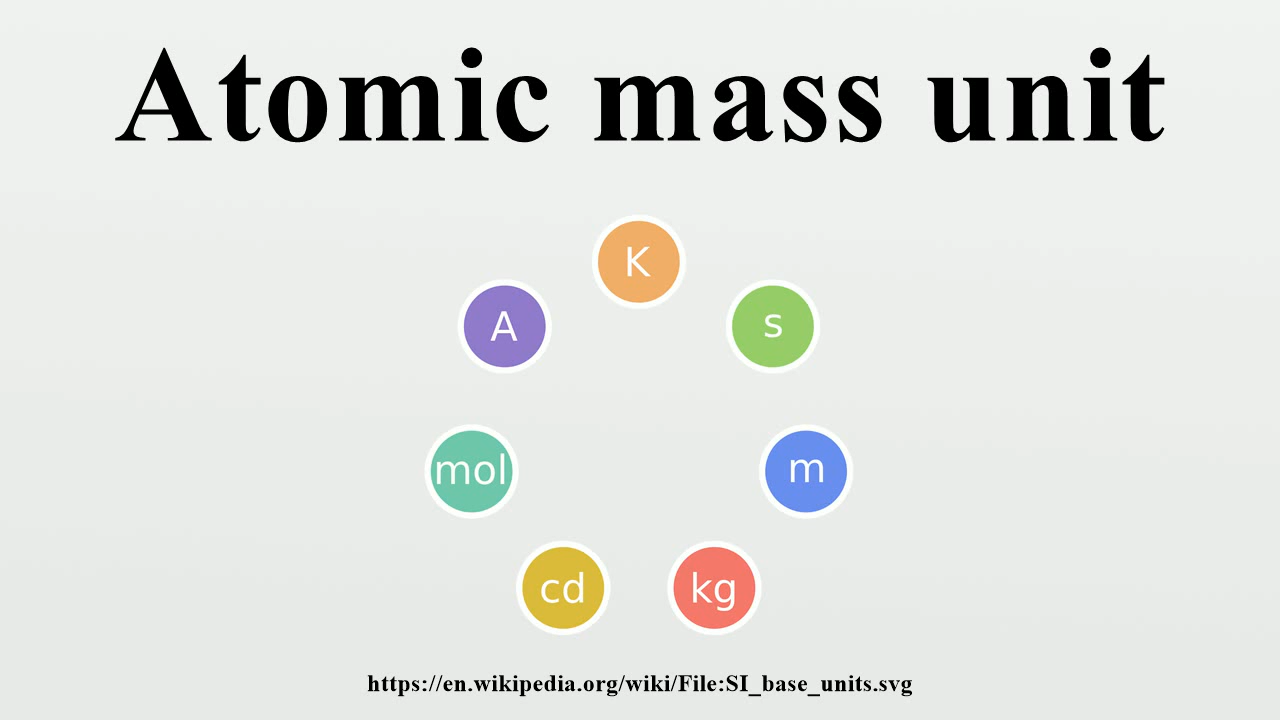 Atomic mass unit
K
A
s
mol
m
cd
kg
https://en.wikipedia.org/wiki/File:SI_base_units.svg